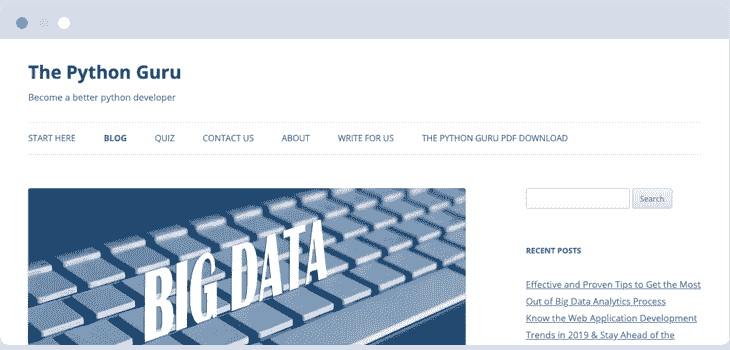 The Python Guru
Become a better python developer
START HERE BLOG QUIZ CONTACT US ABOUT WRITE FOR US THE PYTHON GURU PDF DOWNLOAD
BIG DATA
Search
RECENT POSTS
Effective and Proven Tips to Get the Most
Out of Big Data Analytics Process
Know the Web Application Development
Trends in 2019 & Stay Ahead of the